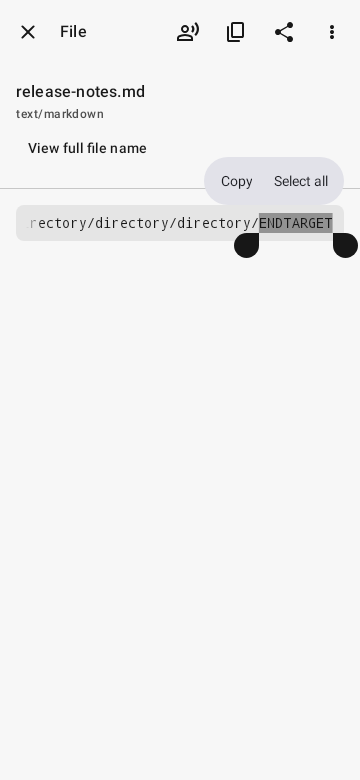 File
release-notes.md
text/markdown
View full file name
Copy Select all
rectory/directory/directory/ENDTARGET